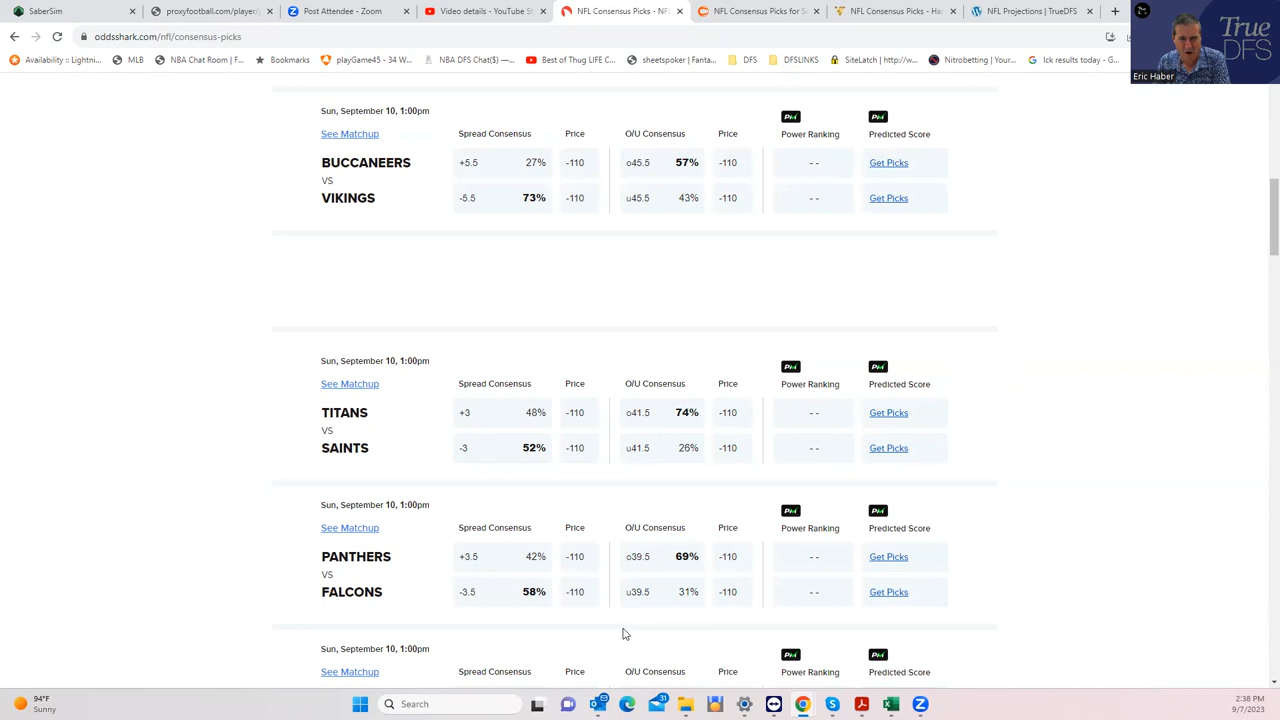 SaberSim
proxyfootball.com/player/
Post Attendee - Zoom
Video details - YouTube St
NFL Consensus Picks - NF
NFL Consensus Picks for S
NFL Consensus Picks - Ha
NFL Projections | TrueDFS
oddsshark.com/nfl/consensus-picks
Availability :: Lightnin...
MLB
NBA Chat Room | F...
Bookmarks
playGame45 - 34 W...
NBA DFS Chat($) —...
Best of Thug LIFE C...
sheetspoker | Fanta...
DFS
DFSLINKS
SiteLatch | http://w...
Nitrobetting | Your...
Ick results today - G...
True
DFS
Eric Haber
Sun, September 10, 1:00pm
See Matchup Spread Consensus Price O/U Consensus Price Power Ranking Predicted Score
BUCCANEERS +5.5 27% -110 o45.5 57% -110 - - Get Picks
VS
VIKINGS -5.5 73% -110 u45.5 43% -110 - - Get Picks
Sun, September 10, 1:00pm
See Matchup Spread Consensus Price O/U Consensus Price Power Ranking Predicted Score
TITANS +3 48% -110 o41.5 74% -110 - - Get Picks
VS
SAINTS -3 52% -110 u41.5 26% -110 - - Get Picks
Sun, September 10, 1:00pm
See Matchup Spread Consensus Price O/U Consensus Price Power Ranking Predicted Score
PANTHERS +3.5 42% -110 o39.5 69% -110 - - Get Picks
VS
FALCONS -3.5 58% -110 u39.5 31% -110 - - Get Picks
Sun, September 10, 1:00pm
See Matchup Spread Consensus Price O/U Consensus Price Power Ranking Predicted Score
94°F
Sunny
Search
31
2:38 PM
9/7/2023